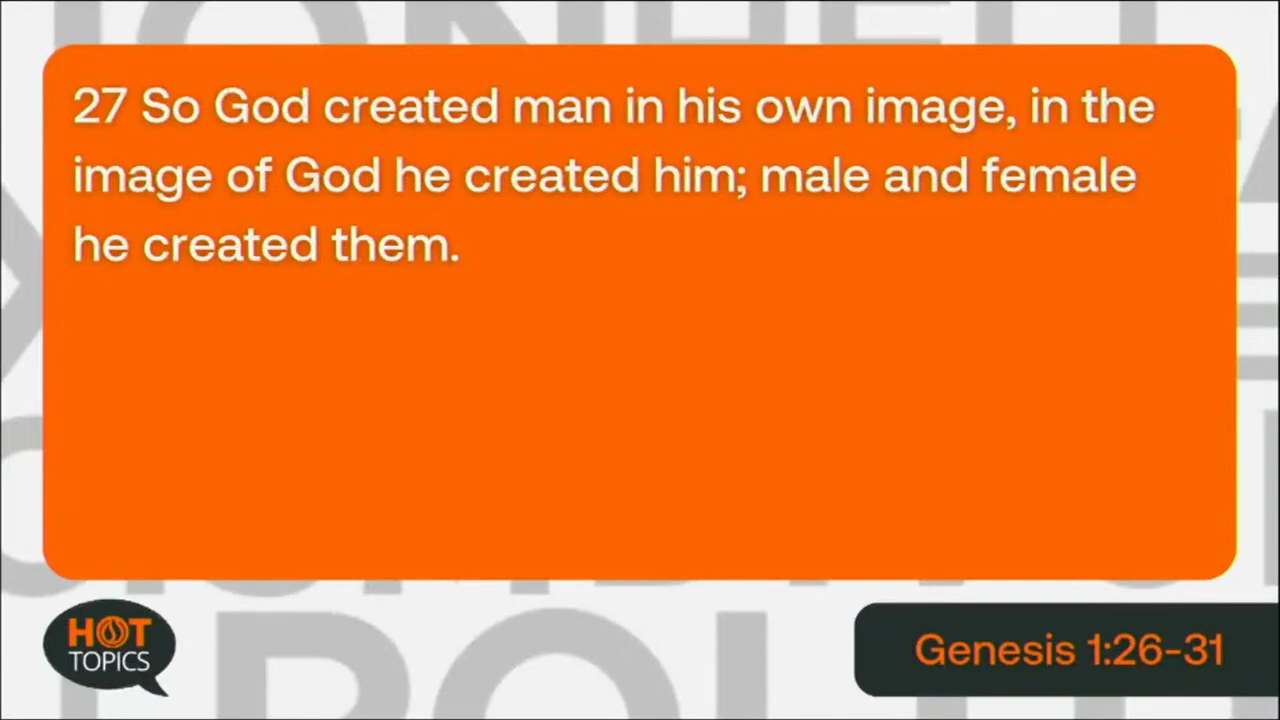 27 So God created man in his own image, in the
image of God he created him; male and female
he created them.
HOT
TOPICS
Genesis 1:26-31